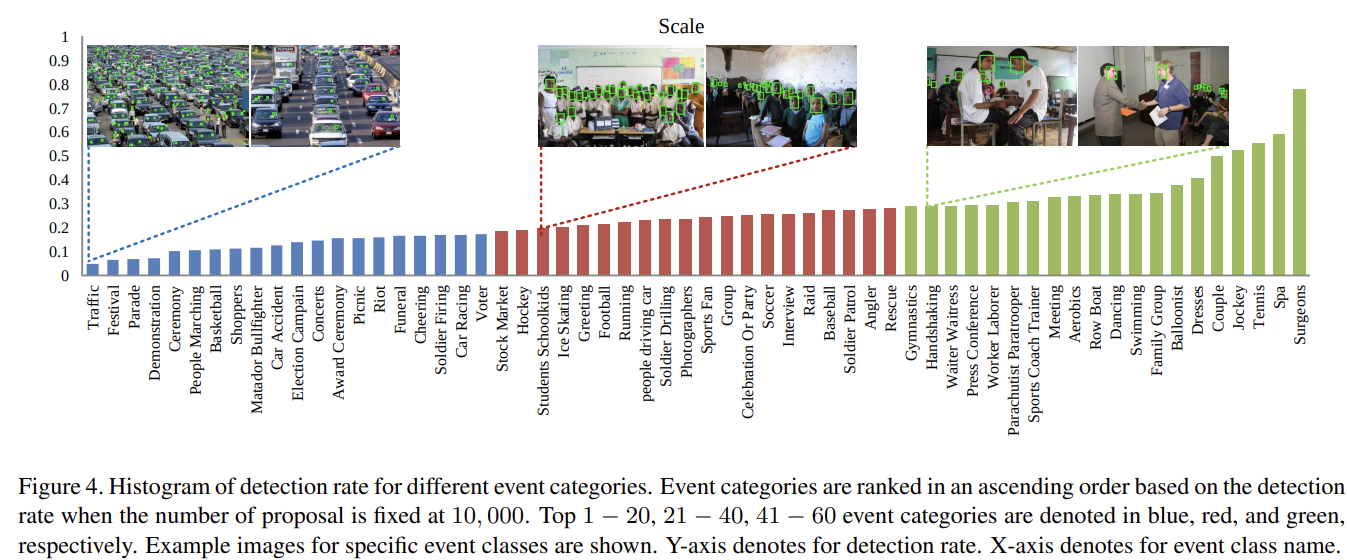 Scale
1
0.9
0.8
0.7
0.6
0.5
0.4
0.3
0.2
0.1
0
Traffic
Festival
Parade
Demonstration
Ceremony
People Marching
Basketball
Shoppers
Matador Bullfighter
Car Accident
Election Campain
Concerts
Award Ceremony
Picnic
Riot
Funeral
Cheering
Soldier Firing
Car Racing
Voter
Stock Market
Hockey
Students Schoolkids
Ice Skating
Greeting
Football
Running
people driving car
Soldier Drilling
Photographers
Sports Fan
Group
Celebration Or Party
Soccer
Interview
Raid
Baseball
Soldier Patrol
Angler
Rescue
Gymnastics
Handshaking
Waiter Waitress
Press Conference
Worker Laborer
Parachutist Paratrooper
Sports Coach Trainer
Meeting
Aerobics
Row Boat
Dancing
Swimming
Family Group
Balloonist
Dresses
Couple
Jockey
Tennis
Spa
Surgeons
Figure 4. Histogram of detection rate for different event categories. Event categories are ranked in an ascending order based on the detection
rate when the number of proposal is fixed at 10, 000. Top 1 − 20, 21 − 40, 41 − 60 event categories are denoted in blue, red, and green,
respectively. Example images for specific event classes are shown. Y-axis denotes for detection rate. X-axis denotes for event class name.